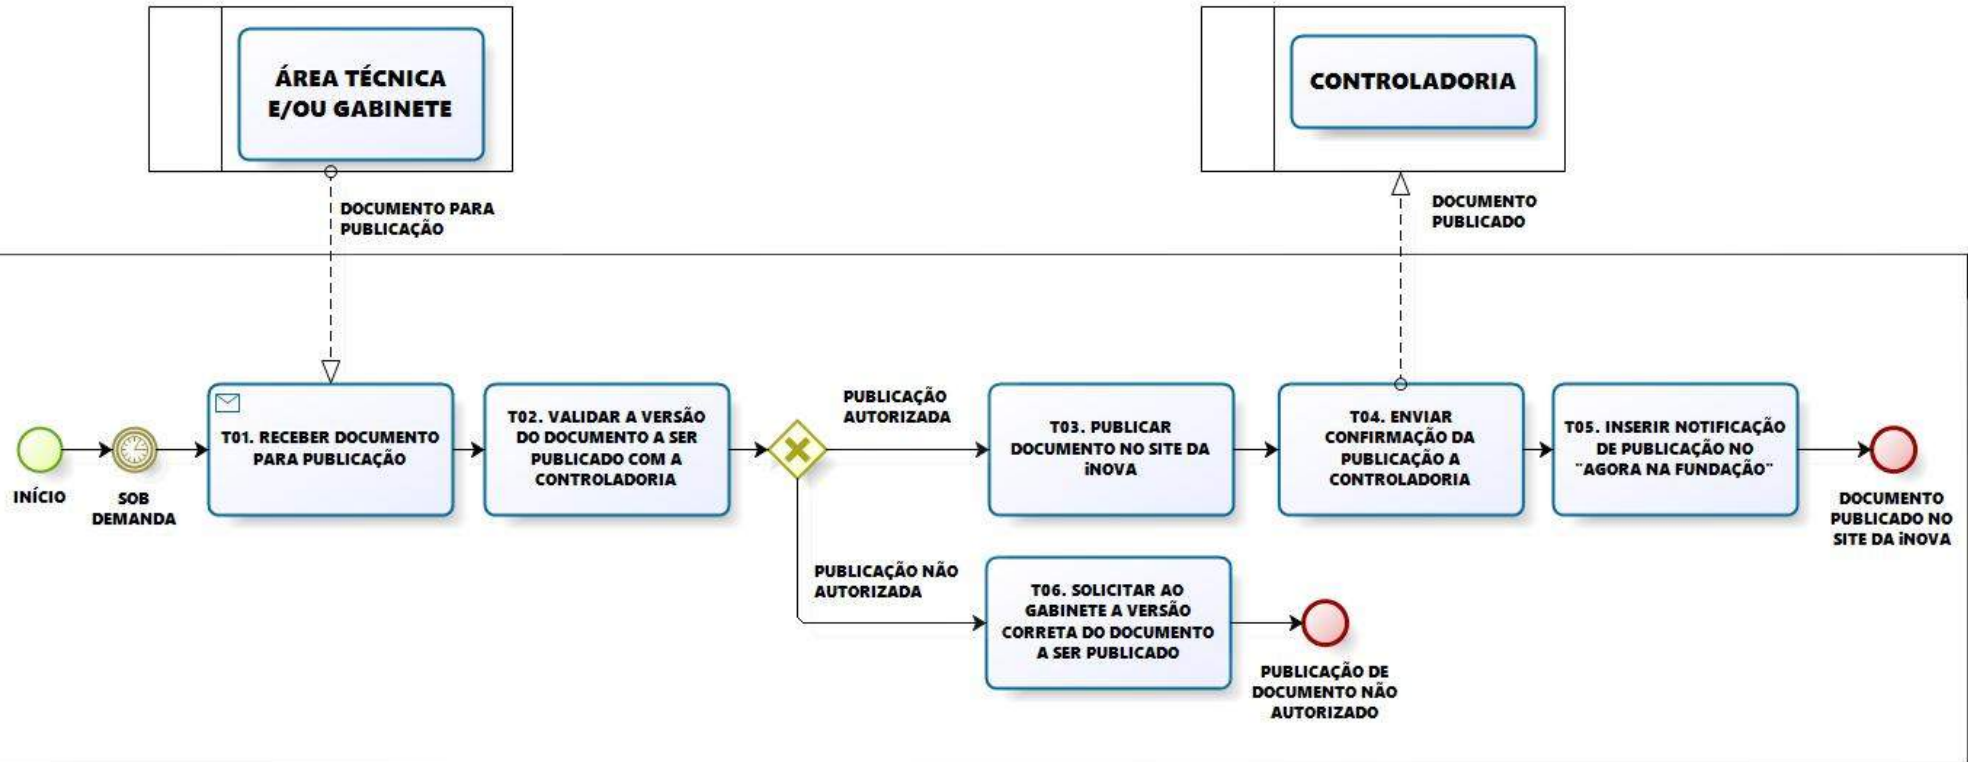 ÁREA TÉCNICA
E/OU GABINETE
CONTROLADORIA
DOCUMENTO PARA
PUBLICAÇÃO
DOCUMENTO
PUBLICADO
INÍCIO
SOB
DEMANDA
T01. RECEBER DOCUMENTO
PARA PUBLICAÇÃO
T02. VALIDAR A VERSÃO
DO DOCUMENTO A SER
PUBLICADO COM A
CONTROLADORIA
PUBLICAÇÃO
AUTORIZADA
T03. PUBLICAR
DOCUMENTO NO SITE DA
iNOVA
T04. ENVIAR
CONFIRMAÇÃO DA
PUBLICAÇÃO A
CONTROLADORIA
T05. INSERIR NOTIFICAÇÃO
DE PUBLICAÇÃO NO
"AGORA NA FUNDAÇÃO"
DOCUMENTO
PUBLICADO NO
SITE DA iNOVA
PUBLICAÇÃO NÃO
AUTORIZADA
T06. SOLICITAR AO
GABINETE A VERSÃO
CORRETA DO DOCUMENTO
A SER PUBLICADO
PUBLICAÇÃO DE
DOCUMENTO NÃO
AUTORIZADO